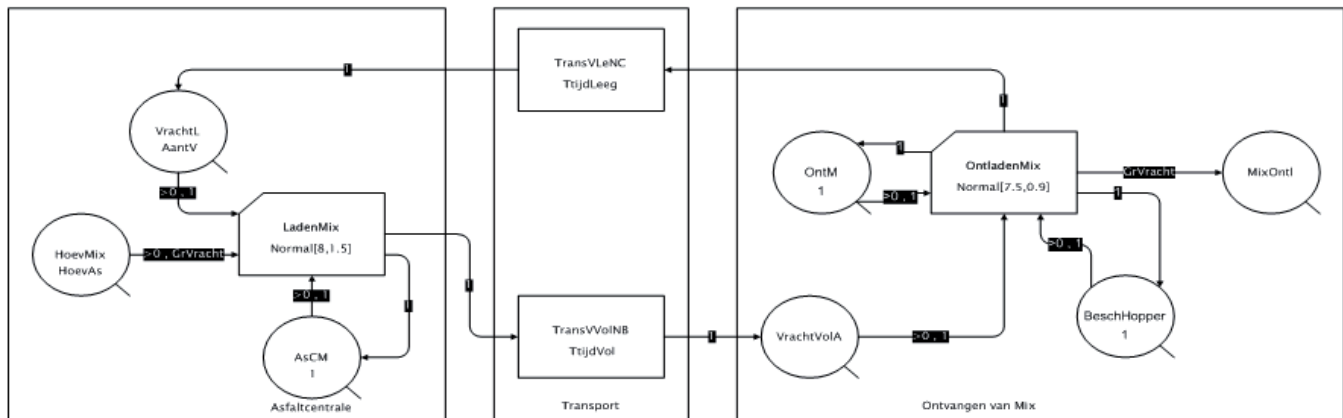 TransVLeNC
TtijdLeeg
1
1
VrachtL
AantV
>0,1
LadenMix
Normal[8,1.5]
HoevMix
HoevAs
>0,GrVracht
>0,1
1
AsCM
1
Asfaltcentrale
1
TransVVolNB
TtijdVol
Transport
1
OntM
1
1
>0,1
OntladenMix
Normal[7.5,0.9]
GrVracht
MixOntl
1
>0,1
BeschHopper
1
VrachtVolA
>0,1
Ontvangen van Mix